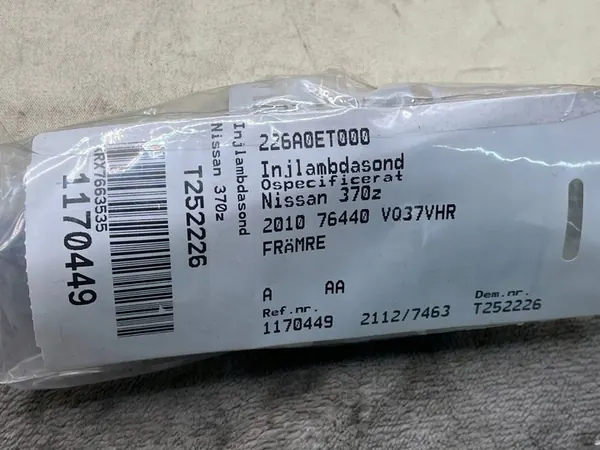 226A0ET000
Injlambdasond
Ospecificerat
Nissan 370z
2010 76440 VQ37VHR
FRÄMRE
A AA
Ref.nr. Dem.nr.
1170449 2112/7463 T252226
Injlambdasond
Nissan 370z
T252226
RX7663535
1170449